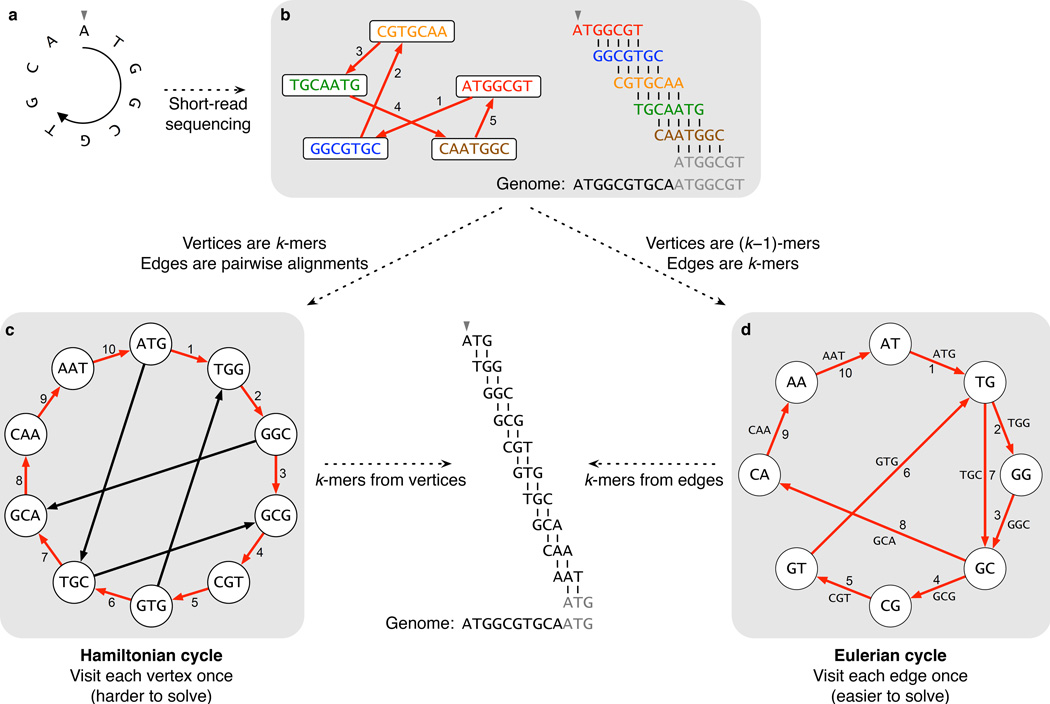 a
A
T
G
G
C
G
T
G
C
A
Short-read
sequencing
b
CGTGCAA
TGCAATG
ATGGCGT
GGCGTGC
CAATGGC
1
2
3
4
5
ATGGCGT
GGCGTGC
CGTGCAA
TGCAATG
CAATGGC
ATGGCGT
Genome: ATGGCGTGCAATGGCGT
Vertices are k-mers
Edges are pairwise alignments
Vertices are (k–1)-mers
Edges are k-mers
c
ATG
TGG
GGC
GCG
CGT
GTG
TGC
GCA
CAA
AAT
1
2
3
4
5
6
7
8
9
10
Hamiltonian cycle
Visit each vertex once
(harder to solve)
k-mers from vertices
ATG
TGG
GGC
GCG
CGT
GTG
TGC
GCA
CAA
AAT
ATG
Genome: ATGGCGTGCAATG
k-mers from edges
d
AT
TG
GG
GC
CG
GT
CA
AA
ATG
1
TGG
2
3
GGC
4
GCG
5
CGT
GTG
6
TGC 7
8
GCA
CAA
9
AAT
10
Eulerian cycle
Visit each edge once
(easier to solve)